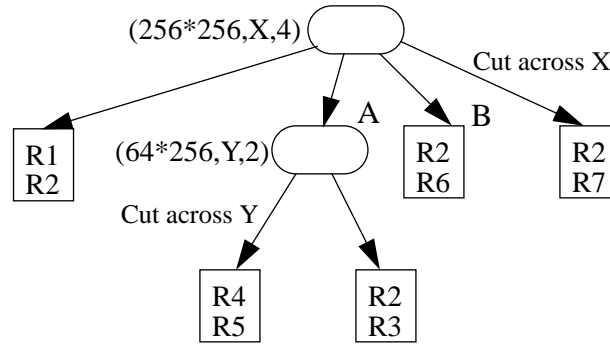 (256*256,X,4)
Cut across X
A
B
R1
R2
(64*256,Y,2)
R2
R6
R2
R7
Cut across Y
R4
R5
R2
R3